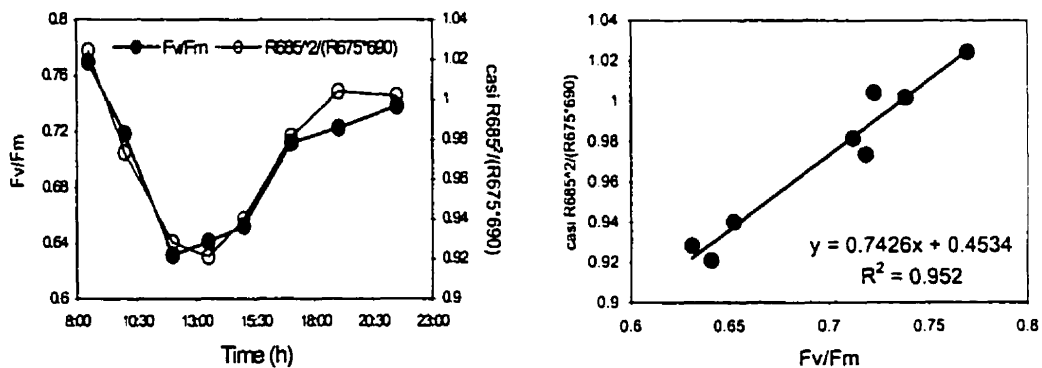 0.8
0.76
0.72
0.68
0.64
0.6
Fv/Fm
Fv/Fm
R685^2/(R675*690)
1.04
1.02
1
0.98
0.96
0.94
0.92
0.9
casi R685²/(R675*690)
8:00 10:30 13:00 15:30 18:00 20:30 23:00
Time (h)
1.04
1.02
1
0.98
0.96
0.94
0.92
0.9
casi R685^2/(R675*690)
y = 0.7426x + 0.4534
R² = 0.952
0.6 0.65 0.7 0.75 0.8
Fv/Fm